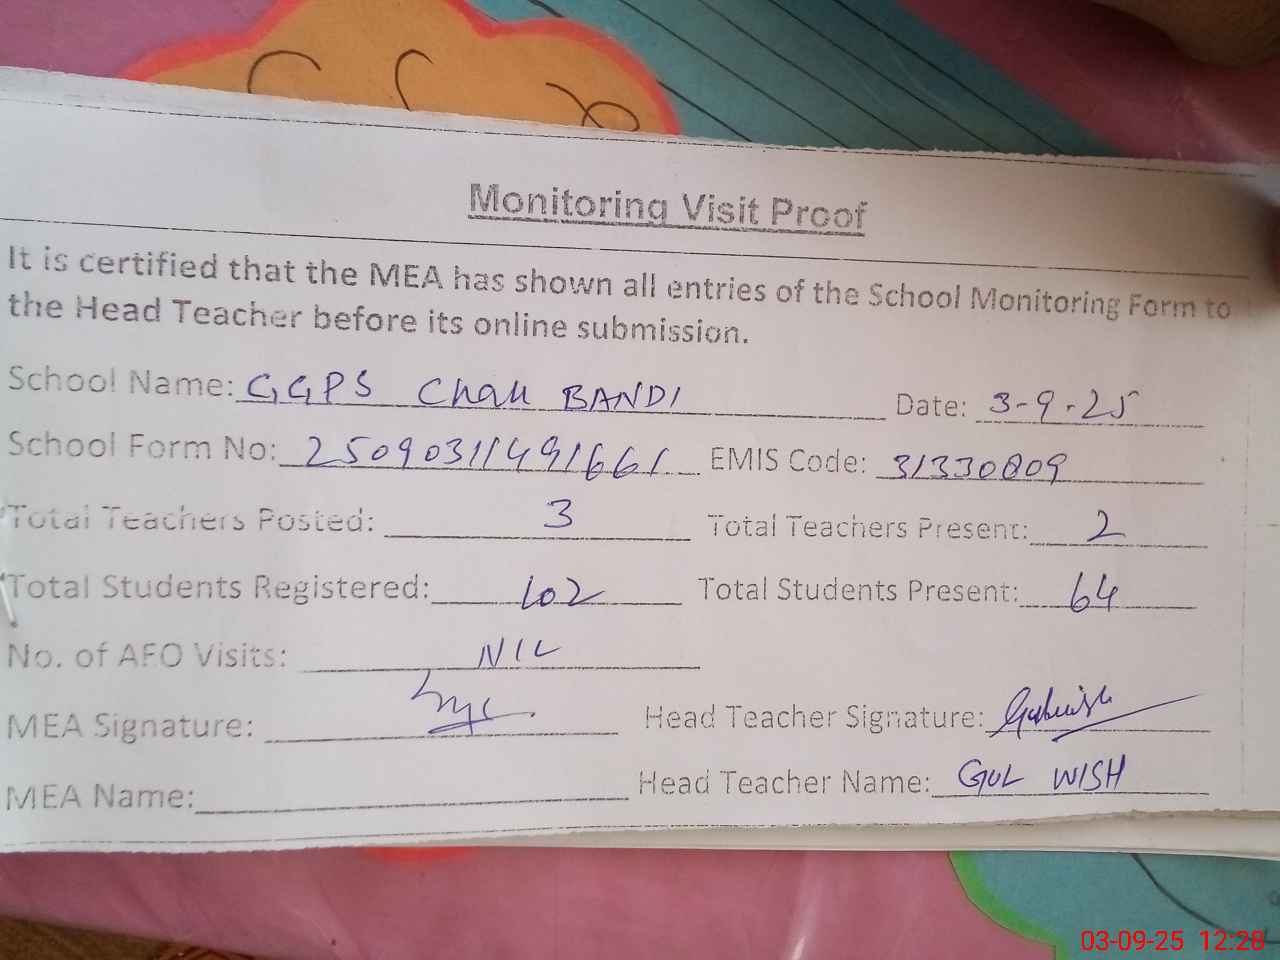 Monitoring Visit Proof
It is certified that the MEA has shown all entries of the School Monitoring Form to
the Head Teacher before its online submission.
School Name: GGPS Chak BANDI Date: 3-9-25
School Form No: 25090311491661 EMIS Code: 31330809
Total Teachers Posted: 3 Total Teachers Present: 2
Total Students Registered: 102 Total Students Present: 64
No. of AEO Visits: NIL
MEA Signature: Head Teacher Signature:
MEA Name: Head Teacher Name: GUL WISH
03-09-25 12:28